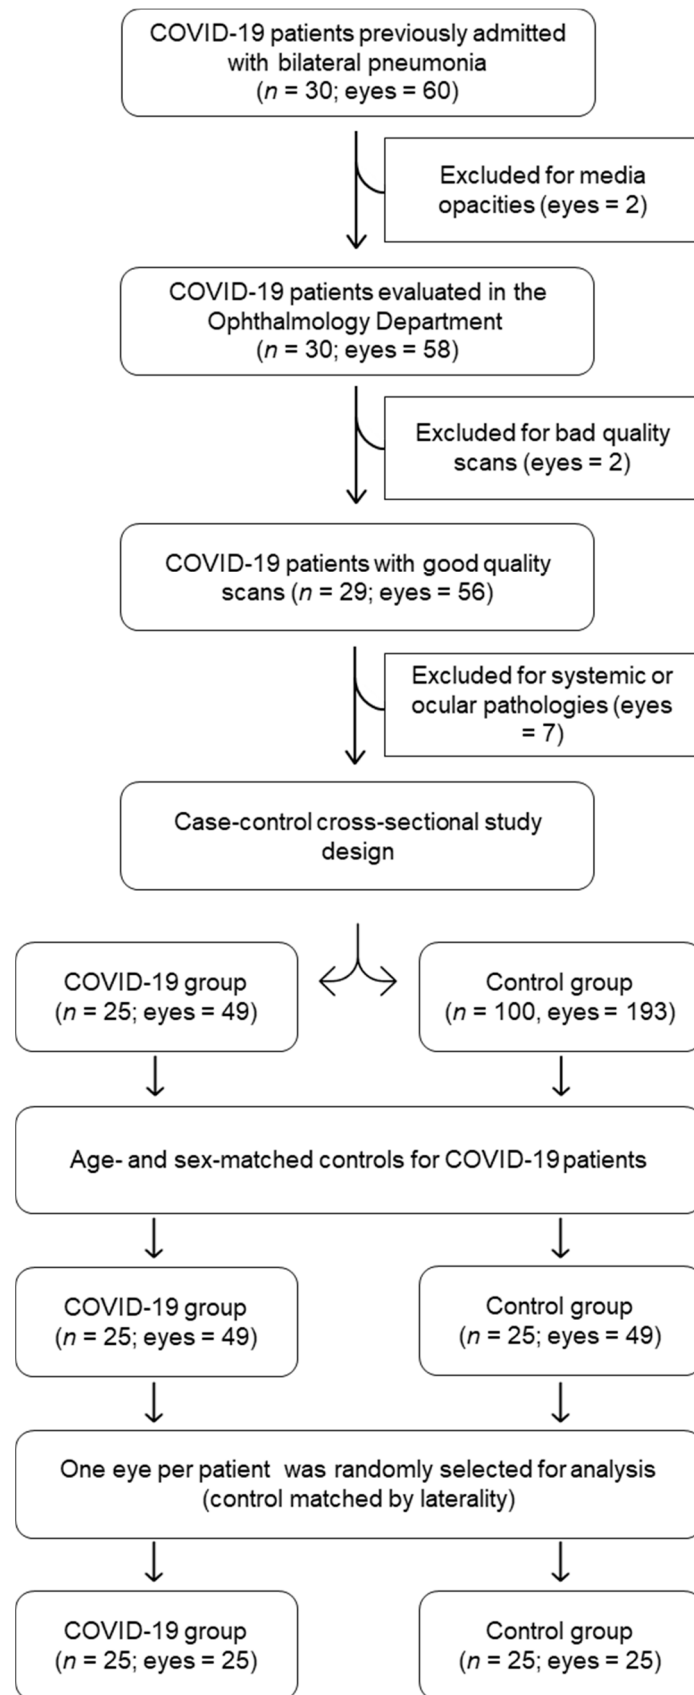 COVID-19 patients previously admitted
with bilateral pneumonia
(n = 30; eyes = 60)
Excluded for media
opacities (eyes = 2)
COVID-19 patients evaluated in the
Ophthalmology Department
(n = 30; eyes = 58)
Excluded for bad quality
scans (eyes = 2)
COVID-19 patients with good quality
scans (n = 29; eyes = 56)
Excluded for systemic or
ocular pathologies (eyes
= 7)
Case-control cross-sectional study
design
COVID-19 group
(n = 25; eyes = 49)
Control group
(n = 100, eyes = 193)
Age- and sex-matched controls for COVID-19 patients
COVID-19 group
(n = 25; eyes = 49)
Control group
(n = 25; eyes = 49)
One eye per patient was randomly selected for analysis
(control matched by laterality)
COVID-19 group
(n = 25; eyes = 25)
Control group
(n = 25; eyes = 25)